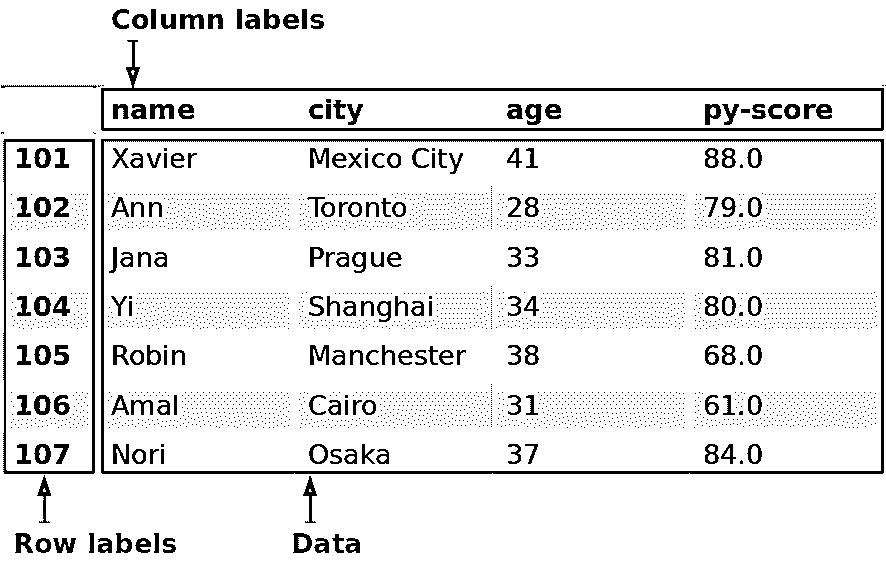 Column labels
name city age py-score
101 Xavier Mexico City 41 88.0
102 Ann Toronto 28 79.0
103 Jana Prague 33 81.0
104 Yi Shanghai 34 80.0
105 Robin Manchester 38 68.0
106 Amal Cairo 31 61.0
107 Nori Osaka 37 84.0
Row labels Data